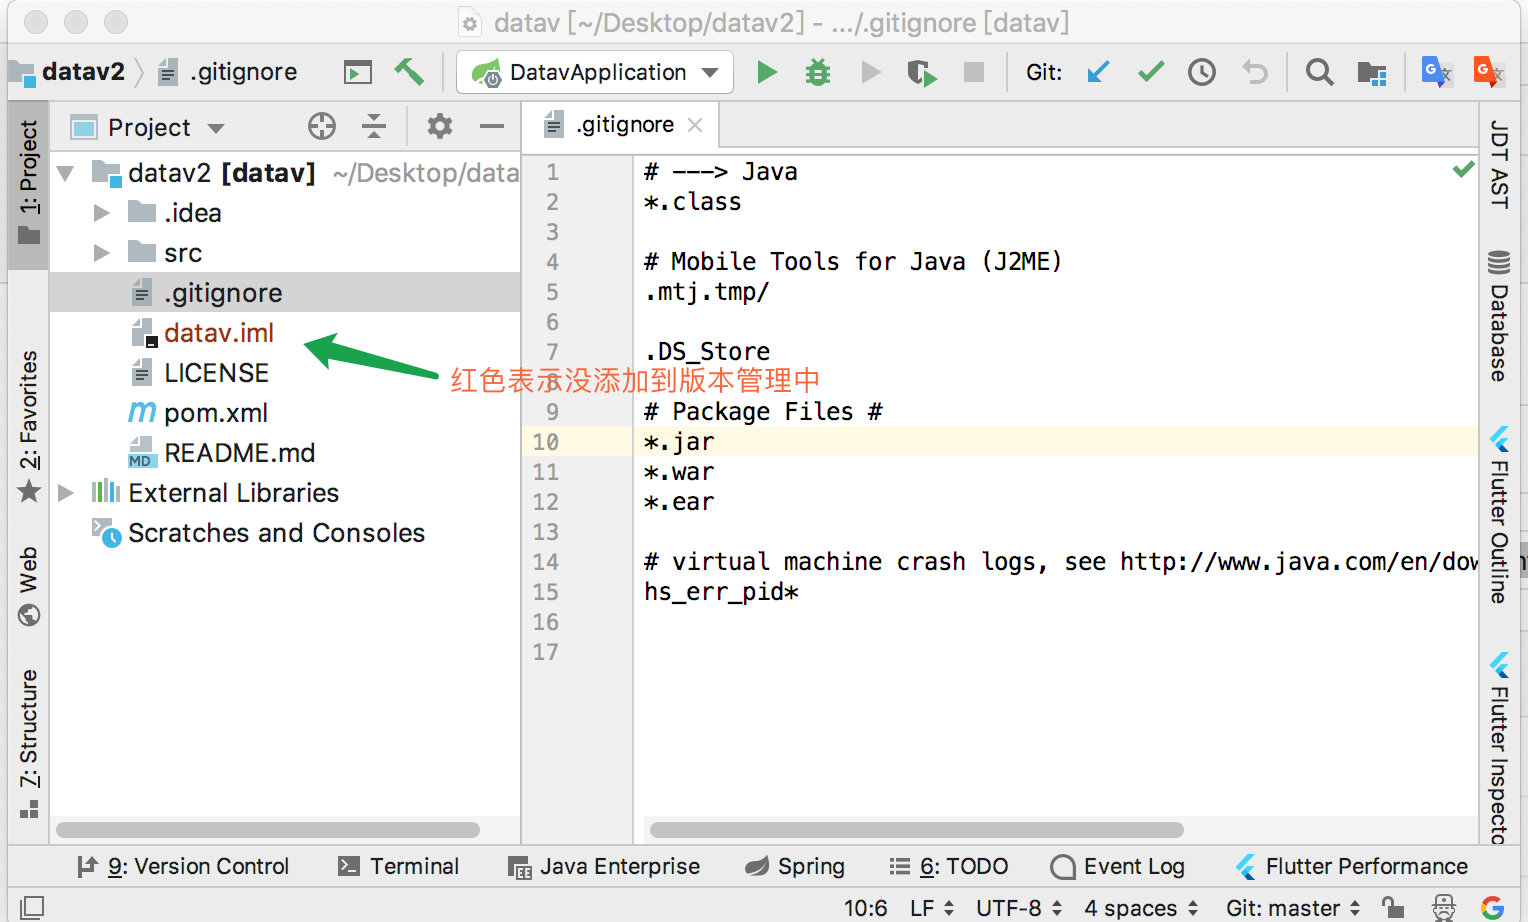 datav [~/Desktop/datav2] - .../.gitignore [datav]
datav2 .gitignore DatavApplication Git:
1: Project
2: Favorites
Web
7: Structure
Project
datav2 [datav] ~/Desktop/data
.idea
src
.gitignore
datav.iml
LICENSE
pom.xml
MD README.md
External Libraries
Scratches and Consoles
红色表示没添加到版本管理中
.gitignore
1 # ---> Java
2 *.class
3
4 # Mobile Tools for Java (J2ME)
5 .mtj.tmp/
6
7 .DS_Store
8
9 # Package Files #
10 *.jar
11 *.war
12 *.ear
13
14 # virtual machine crash logs, see http://www.java.com/en/dow
15 hs_err_pid*
16
17
JDT AST
Database
Flutter Outline
Flutter Inspecto
9: Version Control Terminal Java Enterprise Spring 6: TODO Event Log Flutter Performance
10:6 LF UTF-8 4 spaces Git: master